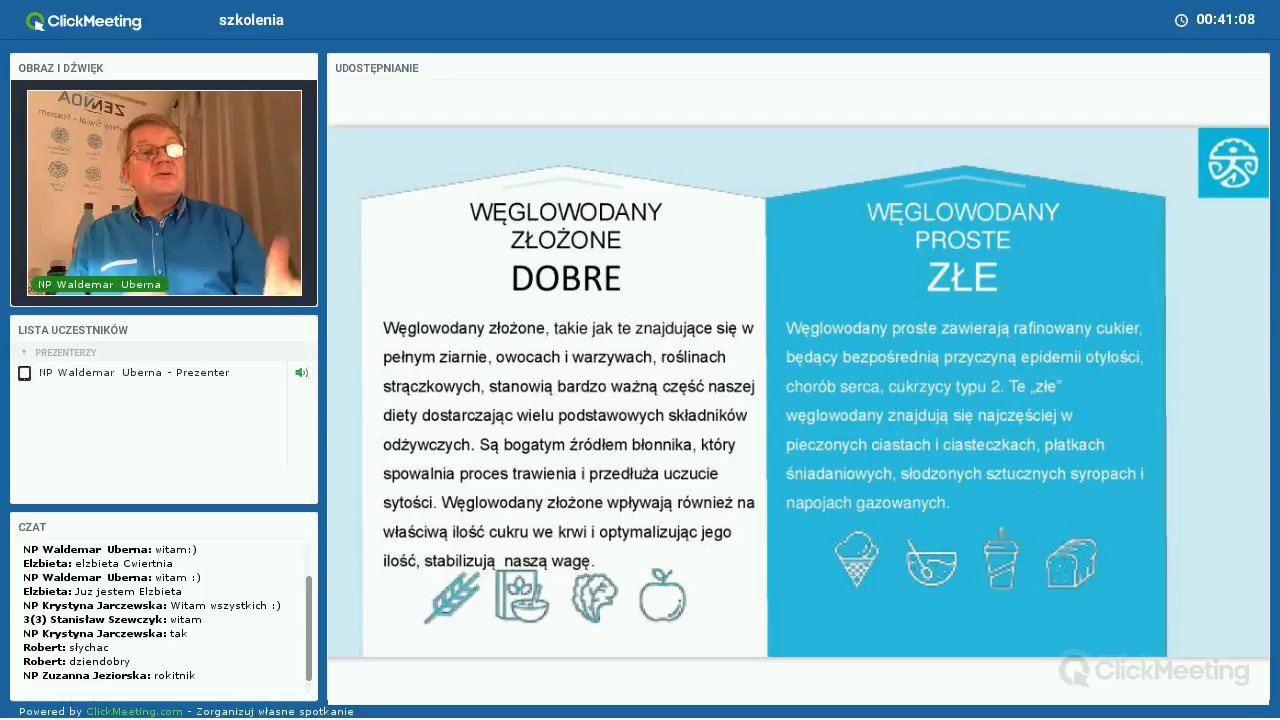 ClickMeeting
szkolenia
00:41:08
OBRAZ I DŹWIĘK
ZENNOA
NP Waldemar Uberna
LISTA UCZESTNIKÓW
PREZENTERZY
NP Waldemar Uberna - Prezenter
CZAT
NP Waldemar Uberna: witam:)
Elzbieta: elzbieta Cwiertnia
NP Waldemar Uberna: witam :)
Elzbieta: Juz jestem Elzbieta
NP Krystyna Jarczewska: Witam wszystkich :)
3(3) Stanisław Szewczyk: witam
NP Krystyna Jarczewska: tak
Robert: słychac
Robert: dziendobry
NP Zuzanna Jeziorska: rokitnik
UDOSTĘPNIANIE
WĘGLOWODANY
ZŁOŻONE
DOBRE
Węglowodany złożone, takie jak te znajdujące się w
pełnym ziarnie, owocach i warzywach, roślinach
strączkowych, stanowią bardzo ważną część naszej
diety dostarczając wielu podstawowych składników
odżywczych. Są bogatym źródłem błonnika, który
spowalnia proces trawienia i przedłuża uczucie
sytości. Węglowodany złożone wpływają również na
właściwą ilość cukru we krwi i optymalizując jego
ilość, stabilizują naszą wagę.
WĘGLOWODANY
PROSTE
ZŁE
Węglowodany proste zawierają rafinowany cukier,
będący bezpośrednią przyczyną epidemii otyłości,
chorób serca, cukrzycy typu 2. Te „złe”
węglowodany znajdują się najczęściej w
pieczonych ciastach i ciasteczkach, płatkach
śniadaniowych, słodzonych sztucznych syropach i
napojach gazowanych.
ClickMeeting
Powered by ClickMeeting.com - Zorganizuj własne spotkanie